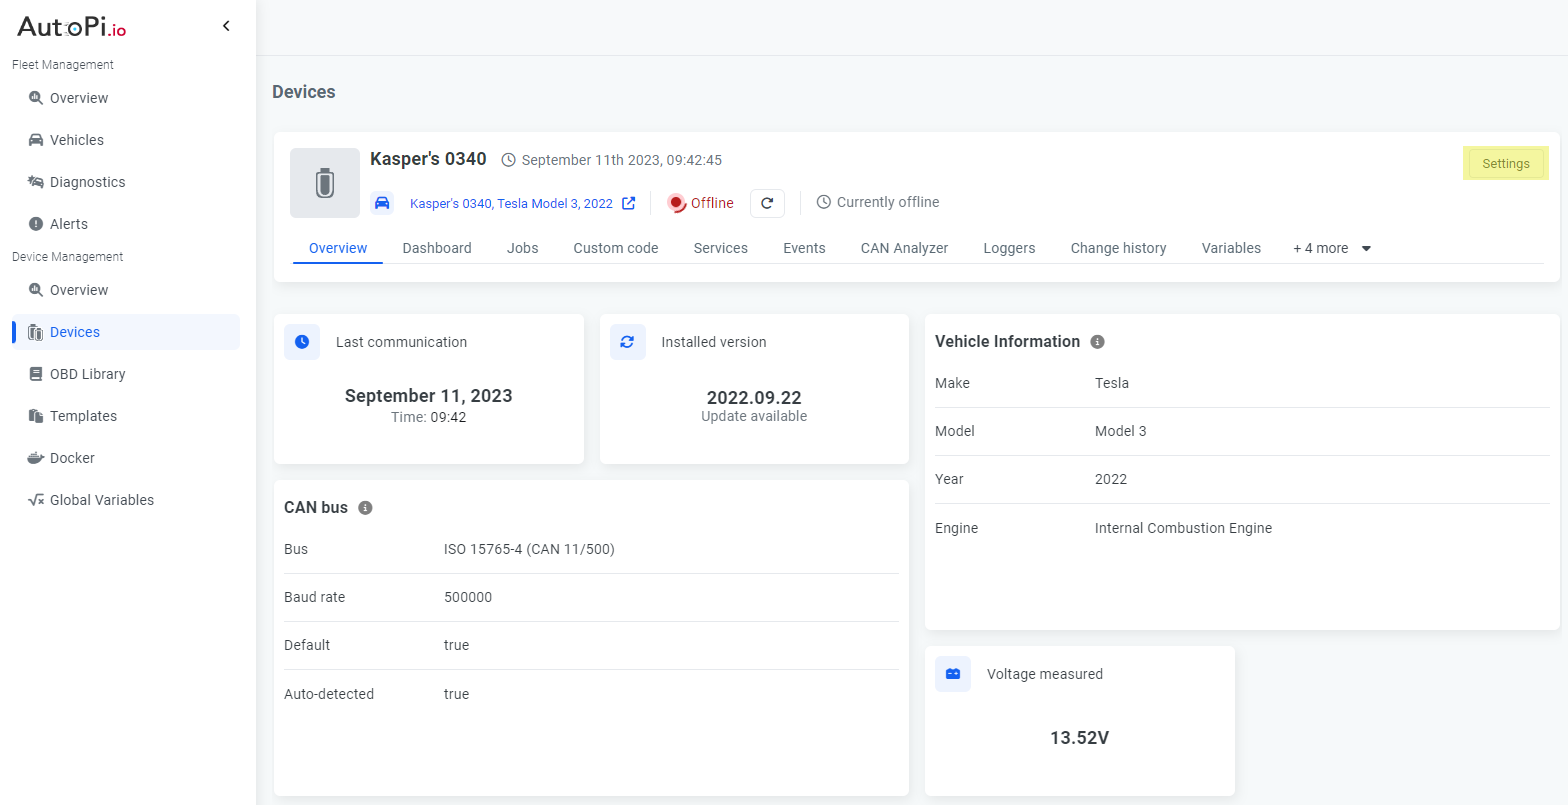 AutoPi.io
Fleet Management
Overview
Vehicles
Diagnostics
Alerts
Device Management
Overview
Devices
OBD Library
Templates
Docker
Global Variables
Devices
Kasper's 0340 September 11th 2023, 09:42:45
Settings
Kasper's 0340, Tesla Model 3, 2022 Offline Currently offline
Overview Dashboard Jobs Custom code Services Events CAN Analyzer Loggers Change history Variables + 4 more
Last communication
September 11, 2023
Time: 09:42
Installed version
2022.09.22
Update available
Vehicle Information
Make Tesla
Model Model 3
Year 2022
Engine Internal Combustion Engine
CAN bus
Bus ISO 15765-4 (CAN 11/500)
Baud rate 500000
Default true
Auto-detected true
Voltage measured
13.52V